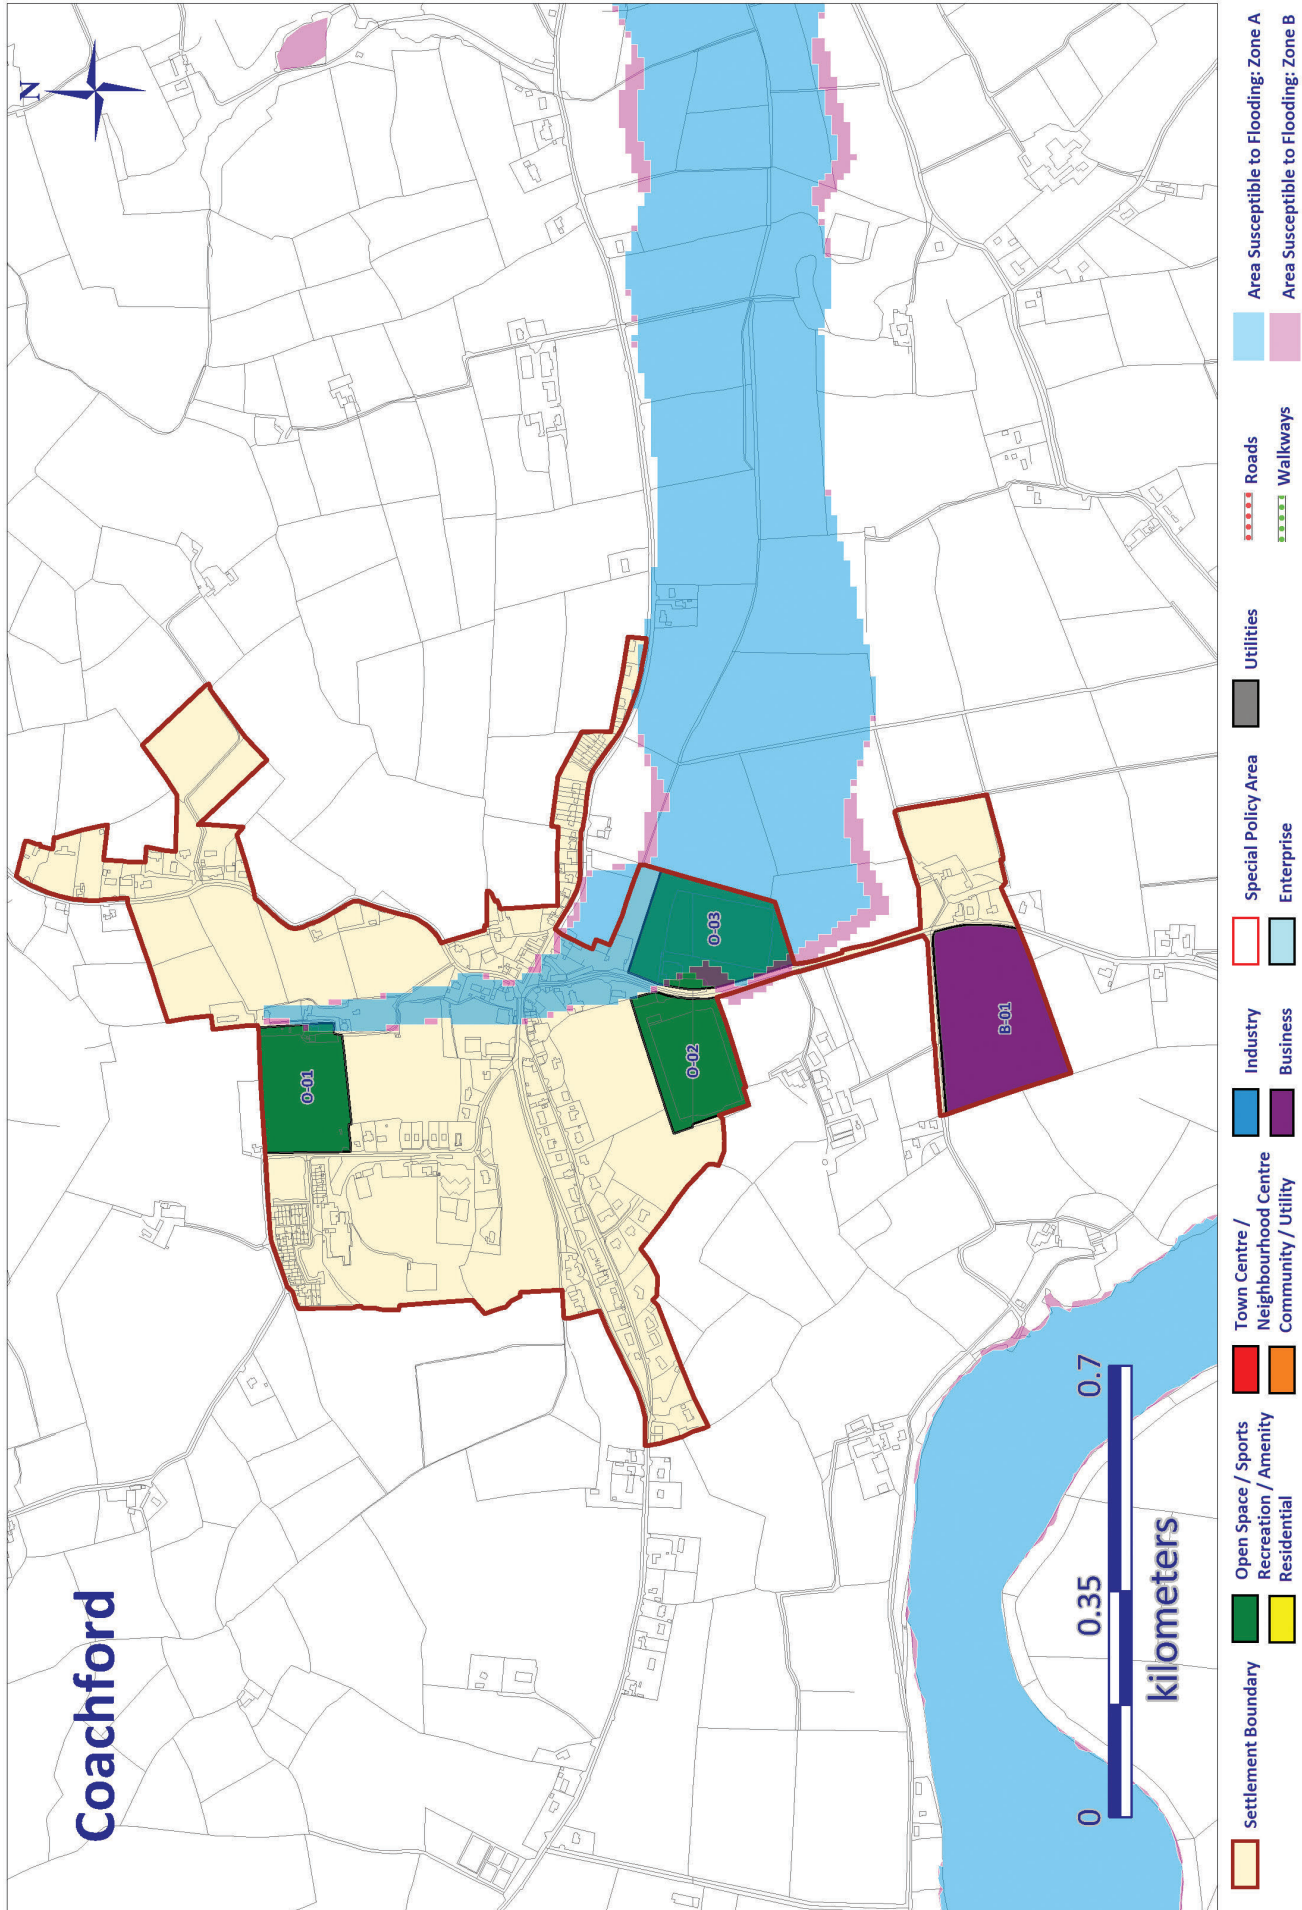 Coachford
N
O-01
O-02
O-03
B-01
0 0.35 0.7
kilometers
Settlement Boundary
Open Space / Sports
Recreation / Amenity
Residential
Town Centre /
Neighbourhood Centre
Community / Utility
Industry
Business
Special Policy Area
Enterprise
Utilities
Roads
Walkways
Area Susceptible to Flooding: Zone A
Area Susceptible to Flooding: Zone B